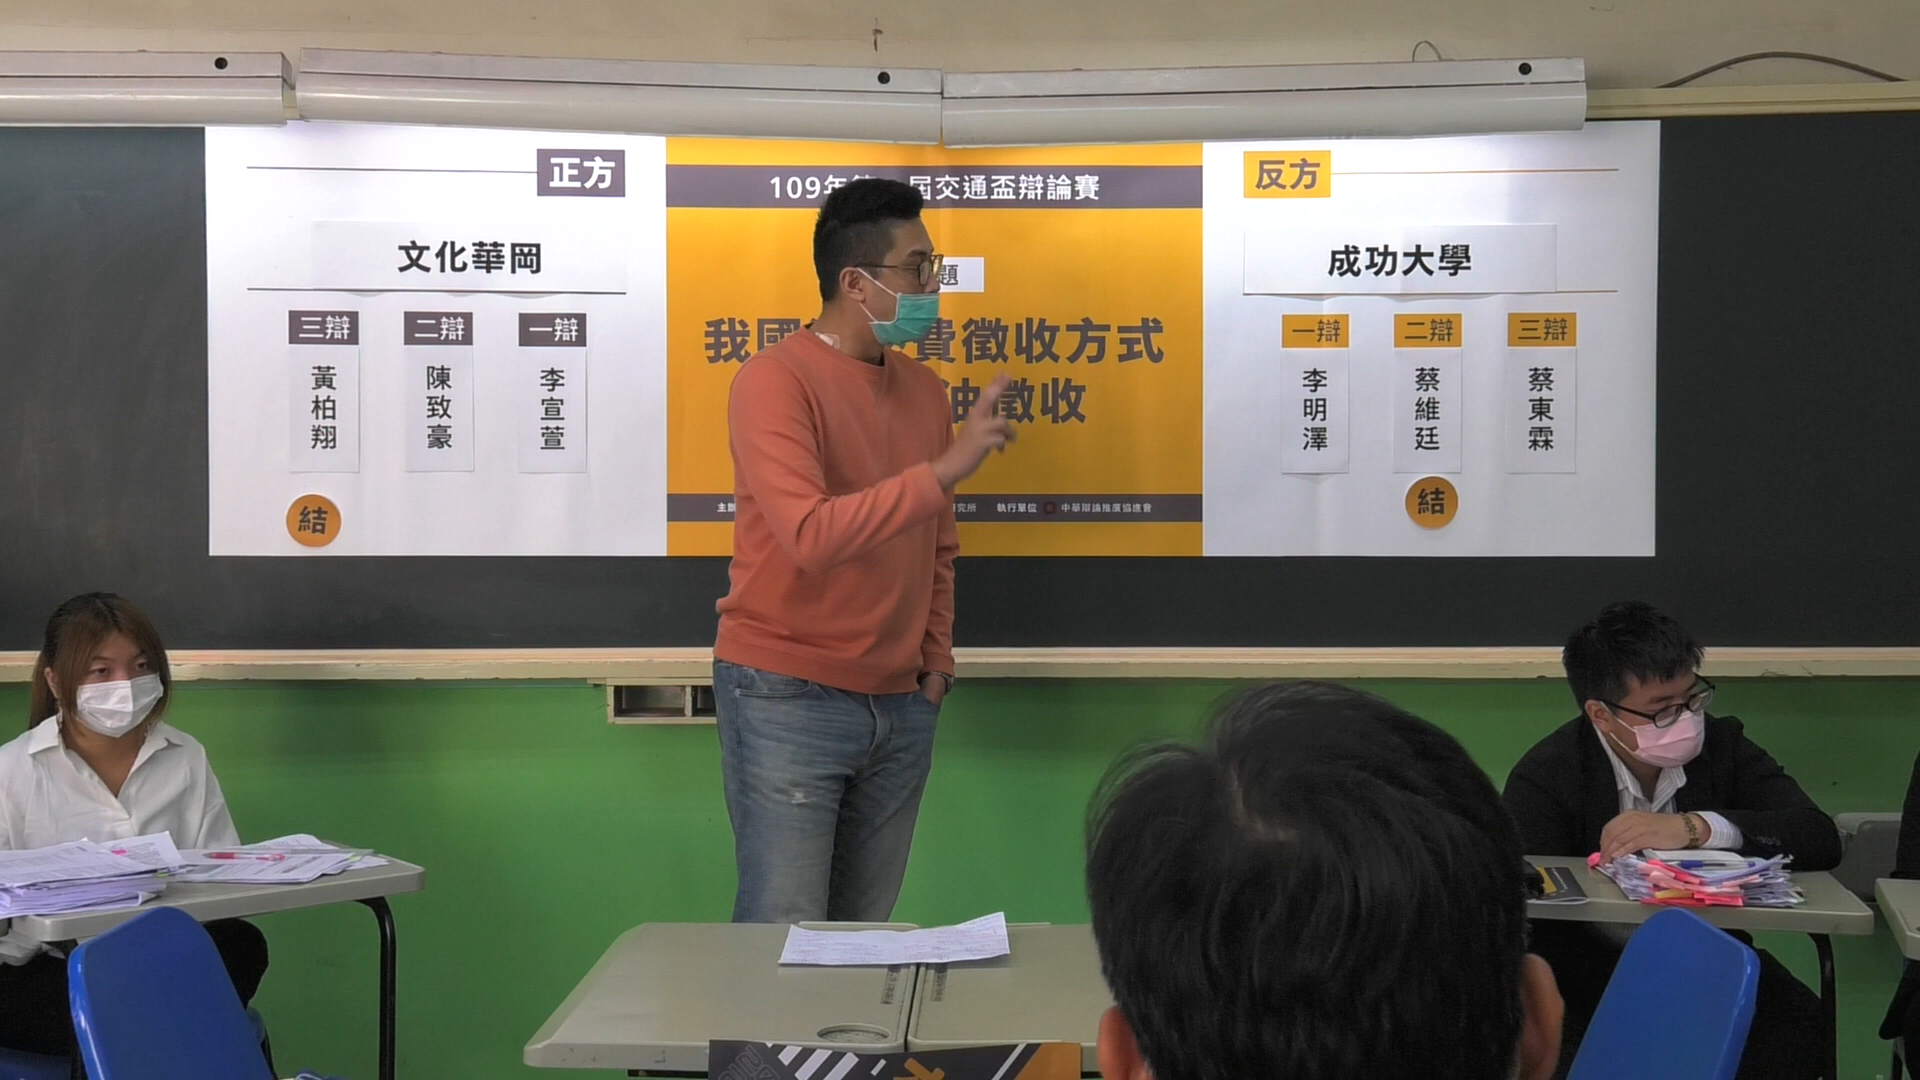 正方
文化華岡
三辯 二辯 一辯
黃柏翔
陳致豪
李宣萱
結
109年 屆交通盃辯論賽
題
我國 費徵收方式
油徵收
究所 執行單位 中華辯論推廣協進會
反方
成功大學
一辯 二辯 三辯
李明澤
蔡維廷
蔡東霖
結